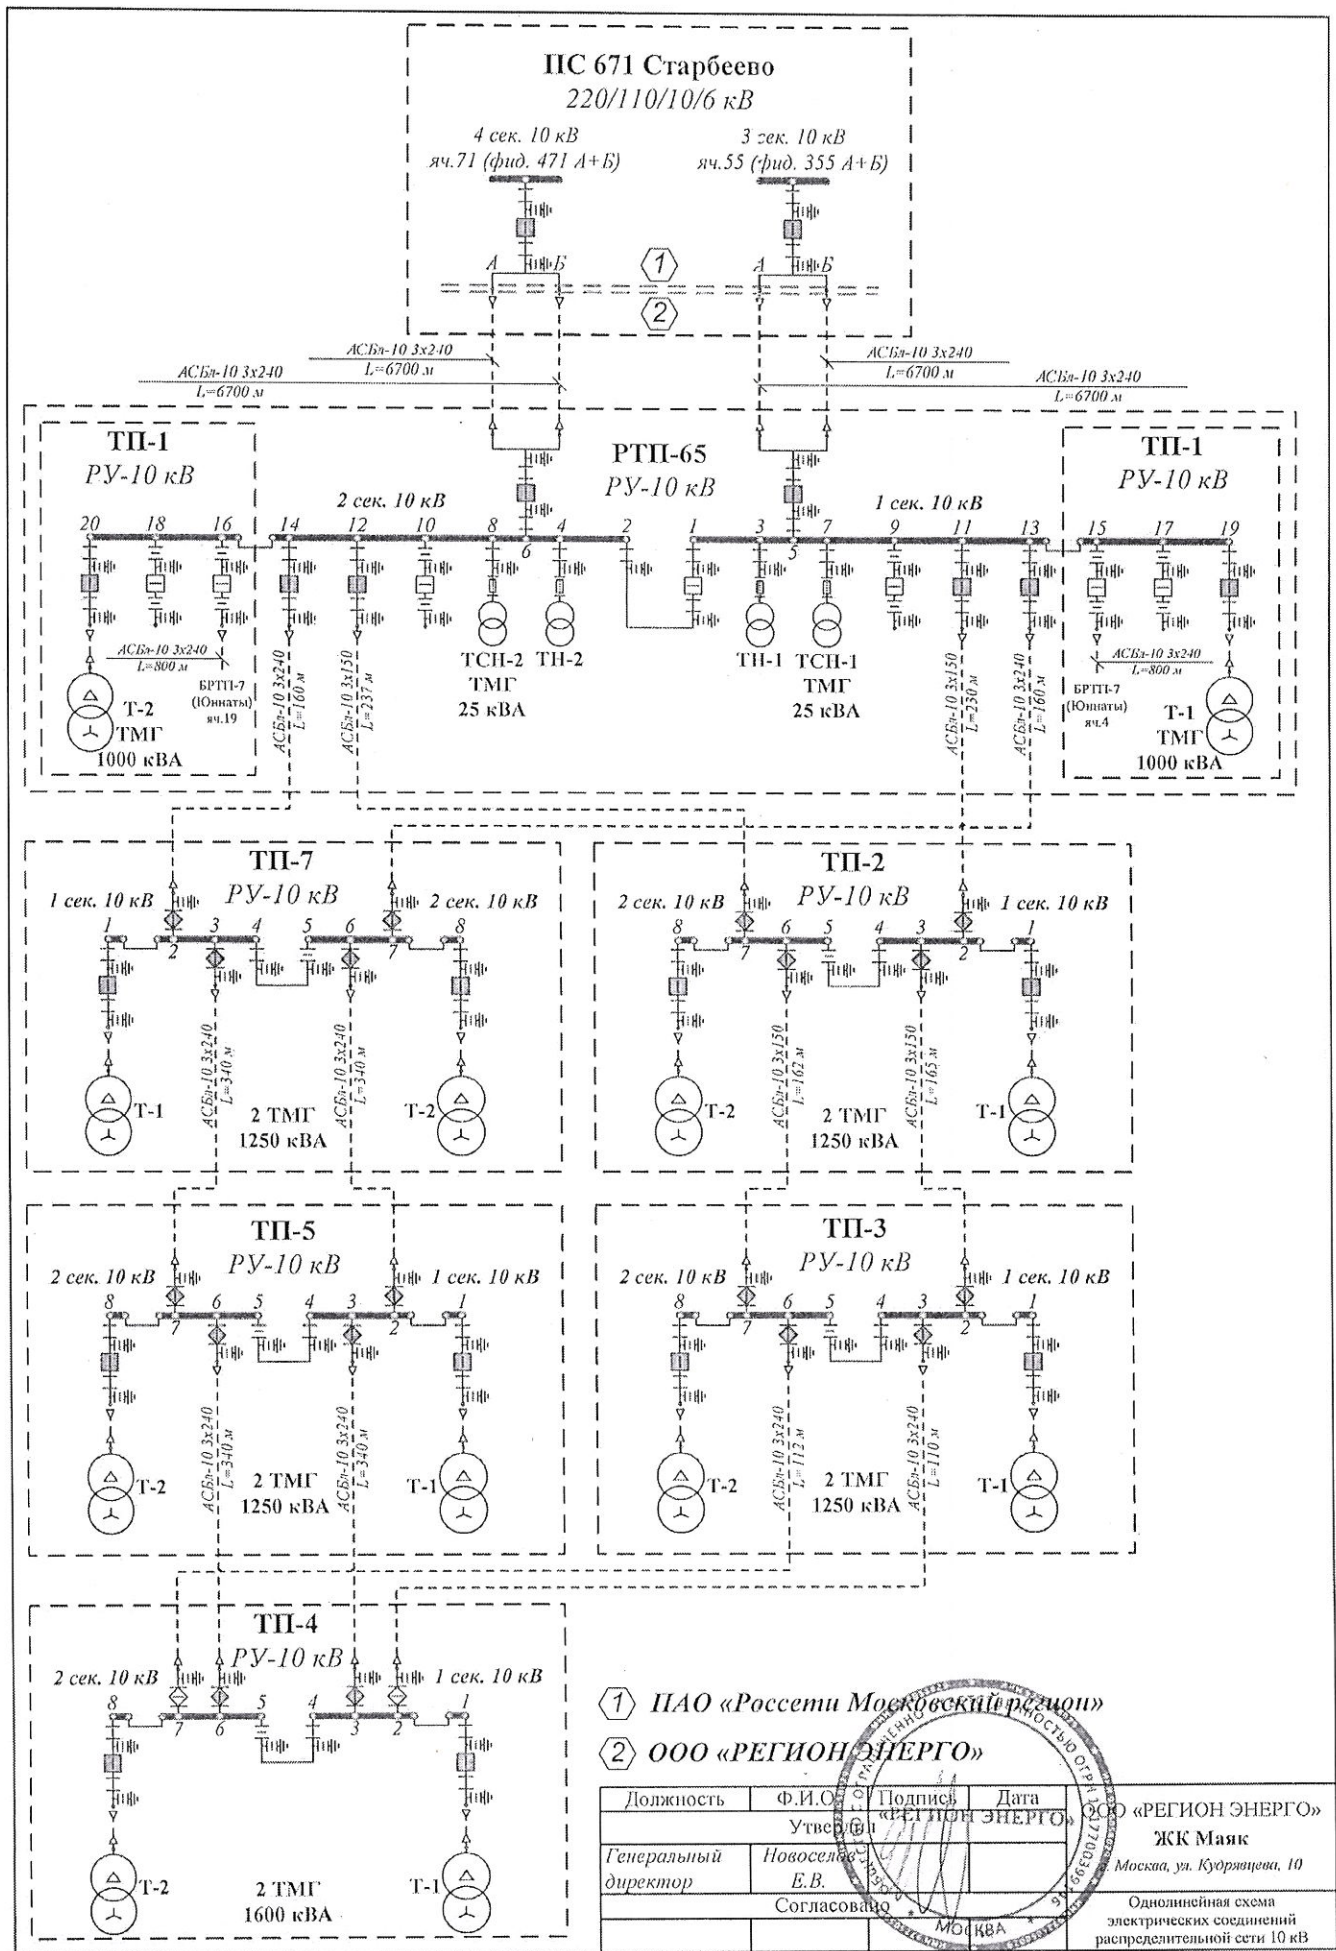 ПС 671 Старбеево
220/110/10/6 кВ
4 сек. 10 кВ
яч.71 (фид. 471 А+Б)
3 сек. 10 кВ
яч.55 (фид. 355 А+Б)
А Б
1
А Б
2
АСБл-10 3х240
L=6700 м
АСБл-10 3х240
L=6700 м
АСБл-10 3х240
L=6700 м
АСБл-10 3х240
L=6700 м
ТП-1
РУ-10 кВ
РТП-65
РУ-10 кВ
ТП-1
РУ-10 кВ
2 сек. 10 кВ
1 сек. 10 кВ
20 18 16 14 12 10 8 6 4 2 1 3 5 7 9 11 13 15 17 19
АСБл-10 3х240
L=800 м
БРТП-7
(Юннаты)
яч.19
Т-2
ТМГ
1000 кВА
АСБл-10 3х240
L=160 м
АСБл-10 3х150
L=237 м
ТСН-2
ТМГ
25 кВА
ТН-2
ТН-1
ТСН-1
ТМГ
25 кВА
АСБл-10 3х150
L=230 м
АСБл-10 3х240
L=160 м
АСБл-10 3х240
L=800 м
БРТП-7
(Юннаты)
яч.4
Т-1
ТМГ
1000 кВА
ТП-7
РУ-10 кВ
1 сек. 10 кВ
2 сек. 10 кВ
1 2 3 4 5 6 7 8
АСБл-10 3х240
L=340 м
АСБл-10 3х240
L=340 м
Т-1
2 ТМГ
1250 кВА
Т-2
ТП-2
РУ-10 кВ
2 сек. 10 кВ
1 сек. 10 кВ
8 7 6 5 4 3 2 1
АСБл-10 3х150
L=162 м
АСБл-10 3х150
L=165 м
Т-2
2 ТМГ
1250 кВА
Т-1
ТП-5
РУ-10 кВ
2 сек. 10 кВ
1 сек. 10 кВ
8 7 6 5 4 3 2 1
АСБл-10 3х240
L=340 м
АСБл-10 3х240
L=340 м
Т-2
2 ТМГ
1250 кВА
Т-1
ТП-3
РУ-10 кВ
2 сек. 10 кВ
1 сек. 10 кВ
8 7 6 5 4 3 2 1
АСБл-10 3х240
L=112 м
АСБл-10 3х240
L=110 м
Т-2
2 ТМГ
1250 кВА
Т-1
ТП-4
РУ-10 кВ
2 сек. 10 кВ
1 сек. 10 кВ
8 7 6 5 4 3 2 1
Т-2
2 ТМГ
1600 кВА
Т-1
1 ПАО «Россети Московский регион»
2 ООО «РЕГИОН ЭНЕРГО»
Должность Ф.И.О. Подпись Дата
Утвердил
Генеральный
директор
Новоселов
Е.В.
Согласовано
ООО «РЕГИОН ЭНЕРГО»
ЖК Маяк
г. Москва, ул. Кудрявцева, 10
Однолинейная схема
электрических соединений
распределительной сети 10 кВ
«РЕГИОН ЭНЕРГО»
МОСКВА